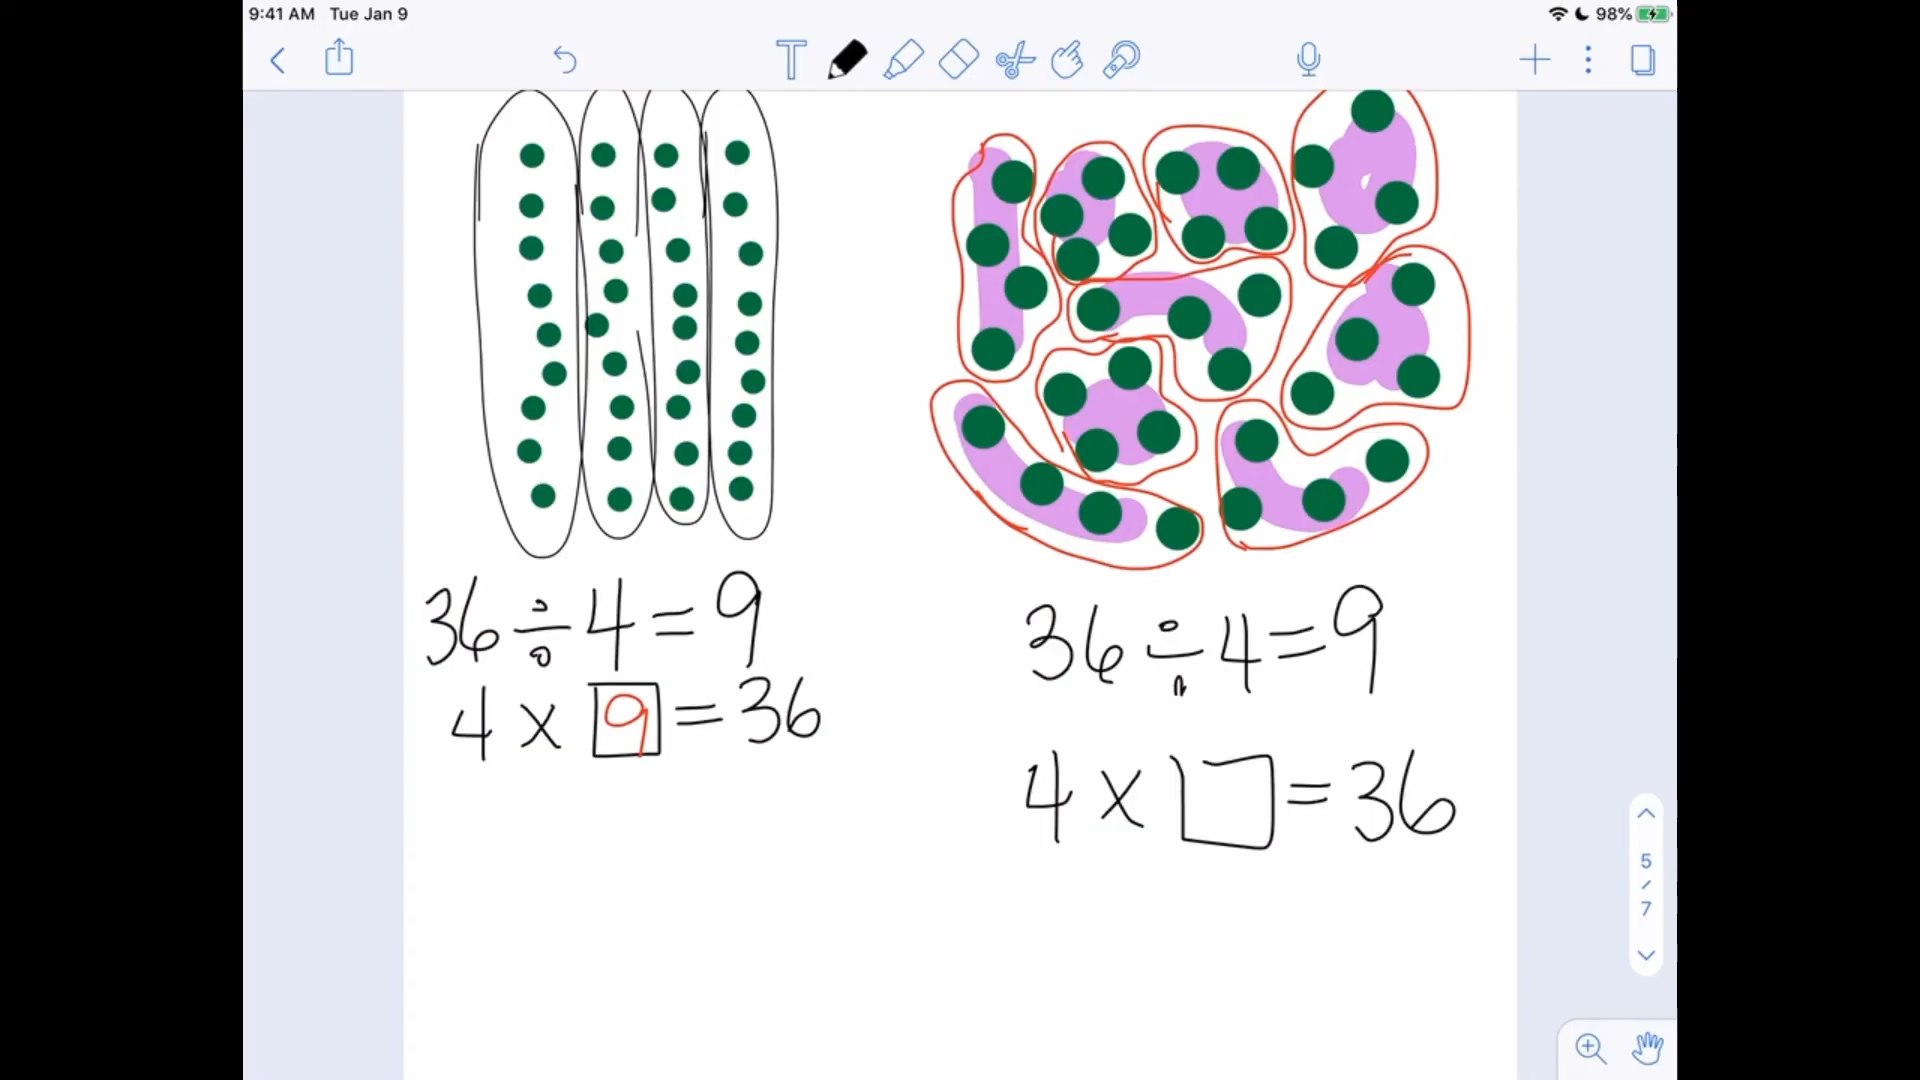 9:41 AM Tue Jan 9
98%
T
36 ÷ 4 = 9
4 x 9 = 36
36 ÷ 4 = 9
4 x □ = 36
5
/
7